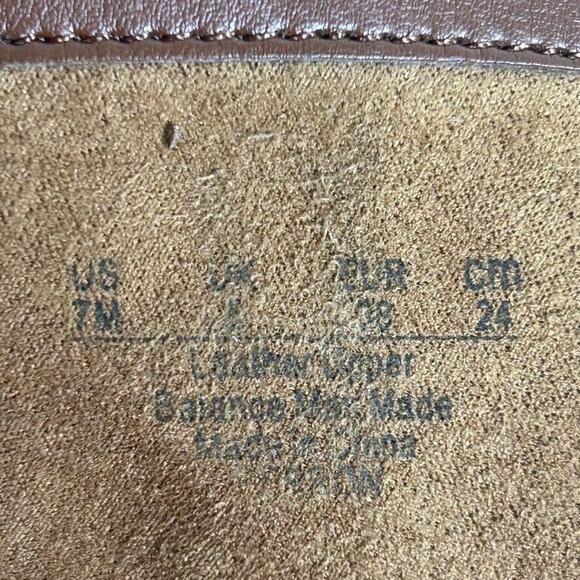 US UK EUR cm
7M 38 24
Leather Upper
Balance Man Made
Made in China